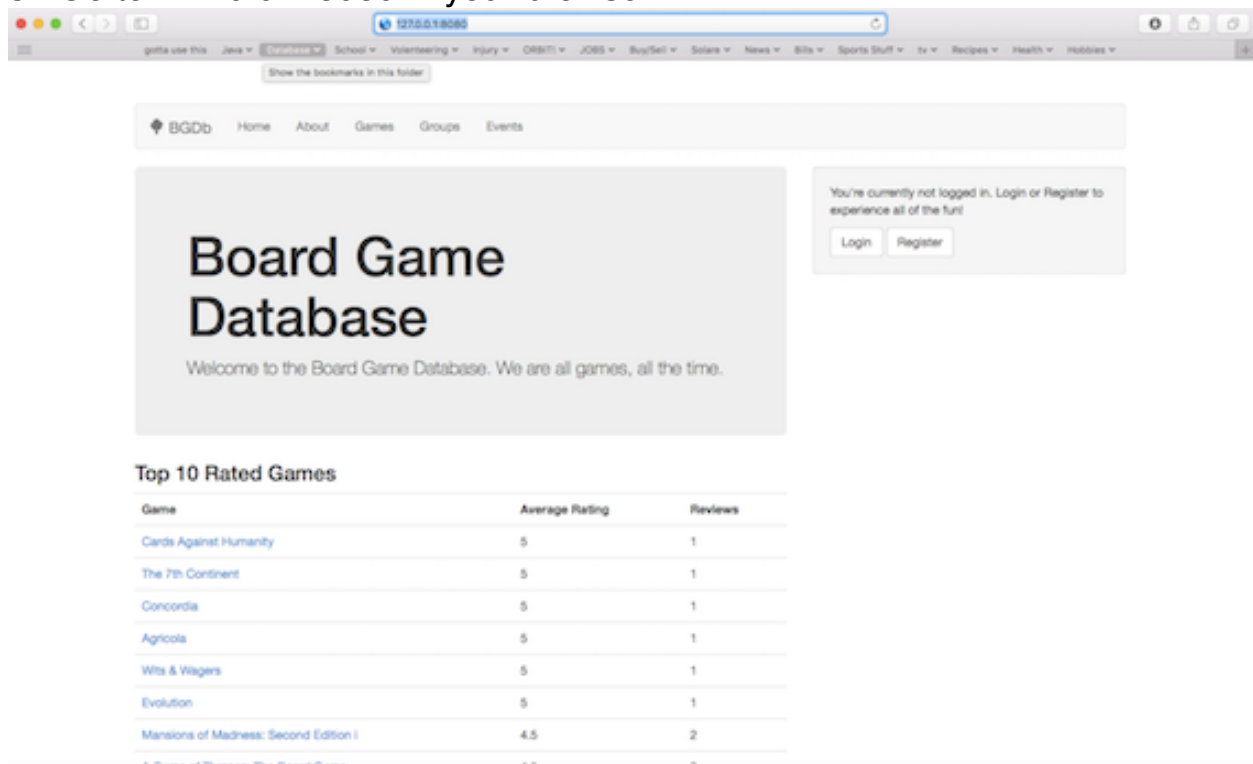 127.0.0.1:8080
gotta use this Java Database School Volenteering Injury ORBIT! JOBS Buy/Sell Solare News Bills Sports Stuff tv Recipes Health Hobbies
Show the bookmarks in this folder
BGDb Home About Games Groups Events
You're currently not logged in. Login or Register to
experience all of the fun!
Login Register
Board Game
Database
Welcome to the Board Game Database. We are all games, all the time.
Top 10 Rated Games
Game Average Rating Reviews
Cards Against Humanity 5 1
The 7th Continent 5 1
Concordia 5 1
Agricola 5 1
Wits & Wagers 5 1
Evolution 5 1
Mansions of Madness: Second Edition 4.5 2